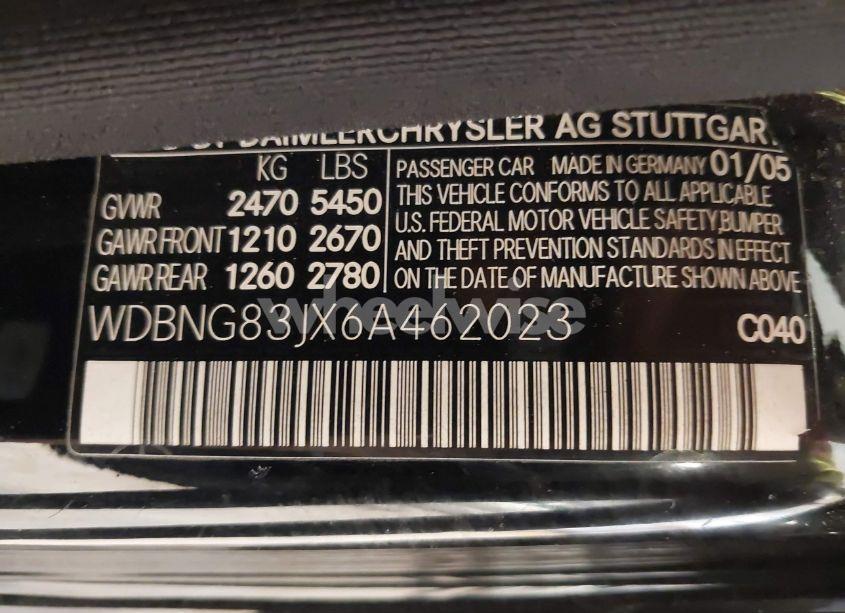 DAIMLERCHRYSLER AG STUTTGAR
KG LBS
GVWR 2470 5450
GAWR FRONT 1210 2670
GAWR REAR 1260 2780
PASSENGER CAR MADE IN GERMANY 01/05
THIS VEHICLE CONFORMS TO ALL APPLICABLE
U.S. FEDERAL MOTOR VEHICLE SAFETY,BUMPER
AND THEFT PREVENTION STANDARDS IN EFFECT
ON THE DATE OF MANUFACTURE SHOWN ABOVE
wheelwise
WDBNG83JX6A462023
C040